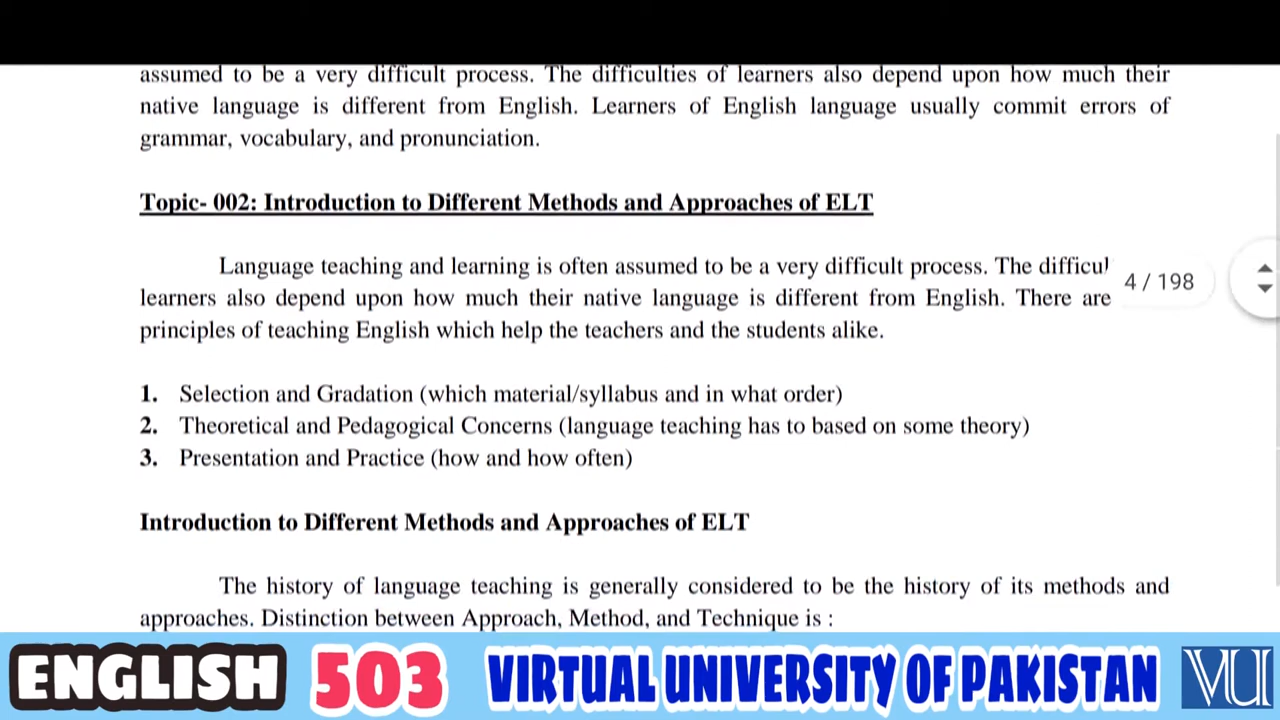 assumed to be a very difficult process. The difficulties of learners also depend upon how much their
native language is different from English. Learners of English language usually commit errors of
grammar, vocabulary, and pronunciation.
Topic- 002: Introduction to Different Methods and Approaches of ELT
Language teaching and learning is often assumed to be a very difficult process. The
learners also depend upon how much their native language is different from English. There are
principles of teaching English which help the teachers and the students alike.
4 / 198
1. Selection and Gradation (which material/syllabus and in what order)
2. Theoretical and Pedagogical Concerns (language teaching has to based on some theory)
3. Presentation and Practice (how and how often)
Introduction to Different Methods and Approaches of ELT
The history of language teaching is generally considered to be the history of its methods and
approaches. Distinction between Approach, Method, and Technique is :
ENGLISH 503 VIRTUAL UNIVERSITY OF PAKISTAN VU